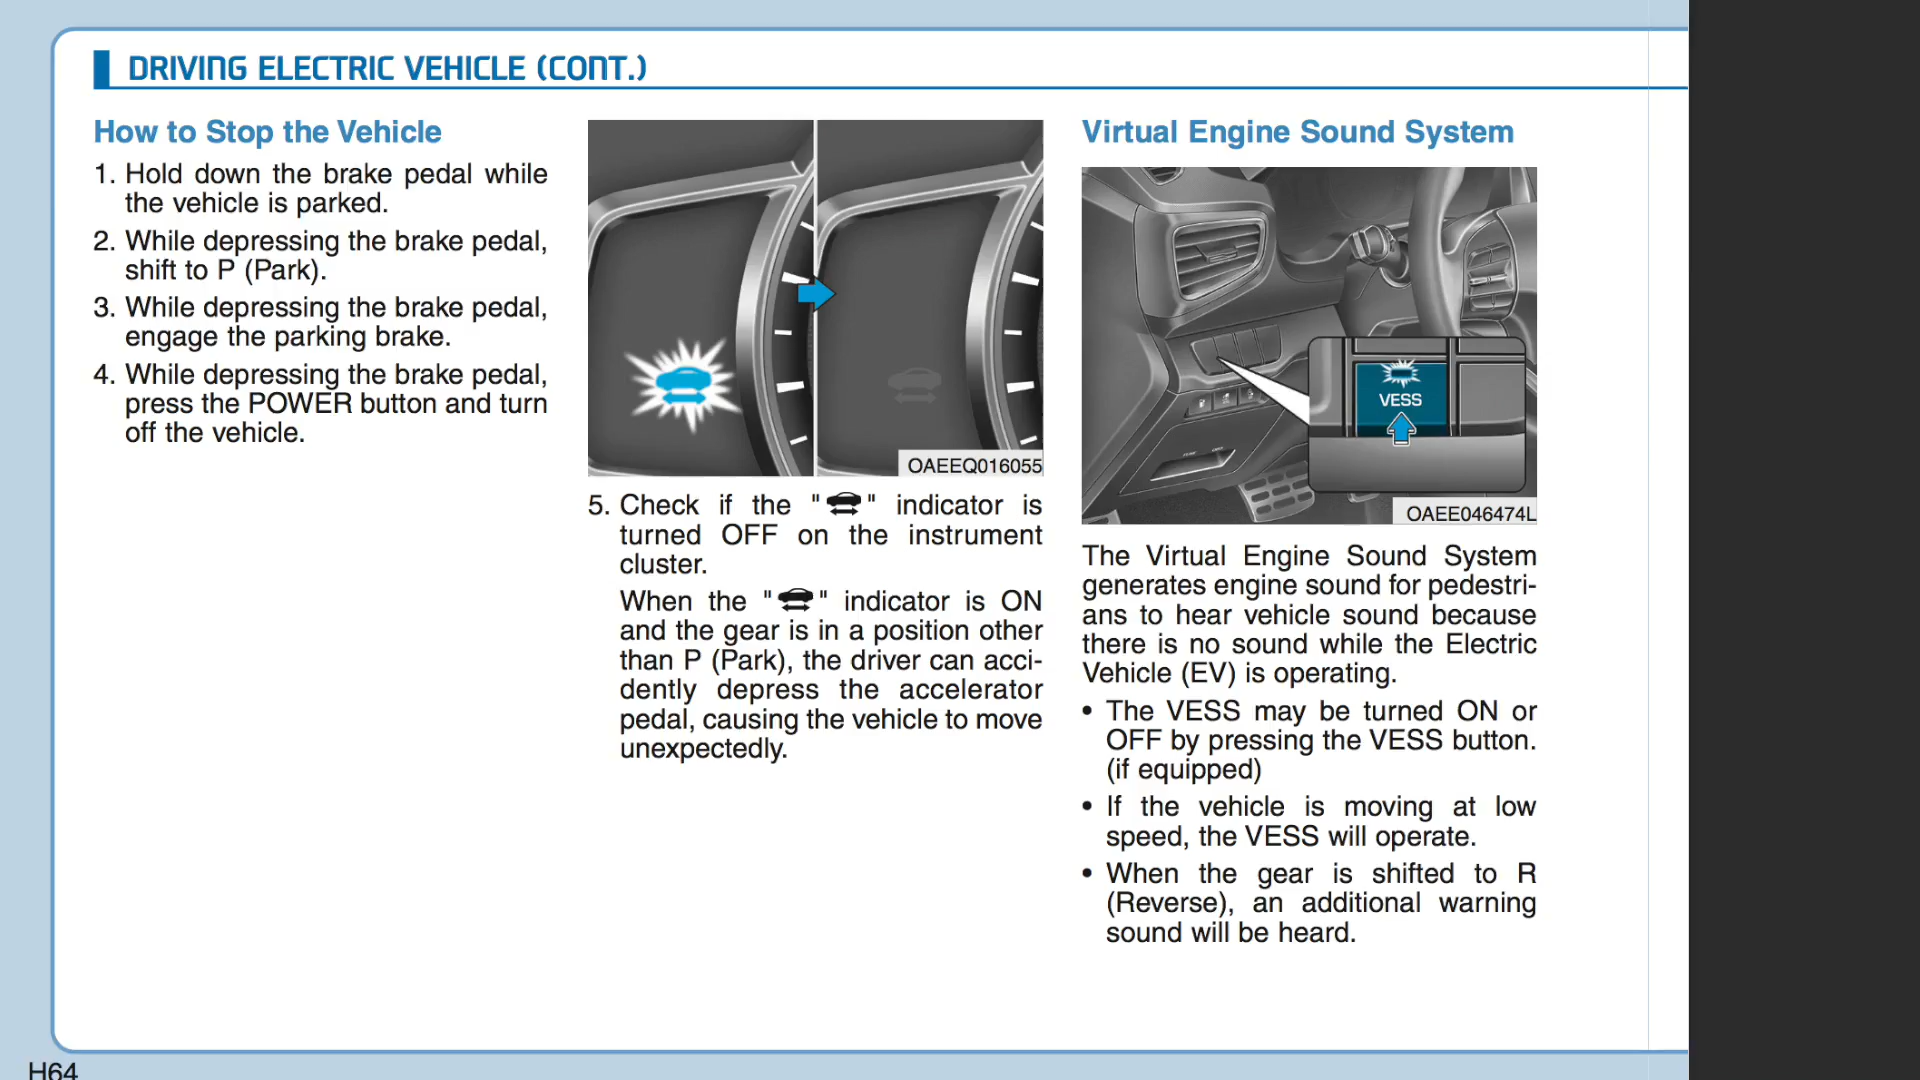 DRIVING ELECTRIC VEHICLE (CONT.)
How to Stop the Vehicle
1. Hold down the brake pedal while
the vehicle is parked.
2. While depressing the brake pedal,
shift to P (Park).
3. While depressing the brake pedal,
engage the parking brake.
4. While depressing the brake pedal,
press the POWER button and turn
off the vehicle.
OAEEQ016055
5. Check if the " " indicator is
turned OFF on the instrument
cluster.
When the " " indicator is ON
and the gear is in a position other
than P (Park), the driver can acci-
dently depress the accelerator
pedal, causing the vehicle to move
unexpectedly.
Virtual Engine Sound System
VESS
OAEE046474L
The Virtual Engine Sound System
generates engine sound for pedestri-
ans to hear vehicle sound because
there is no sound while the Electric
Vehicle (EV) is operating.
• The VESS may be turned ON or
OFF by pressing the VESS button.
(if equipped)
• If the vehicle is moving at low
speed, the VESS will operate.
• When the gear is shifted to R
(Reverse), an additional warning
sound will be heard.
H64